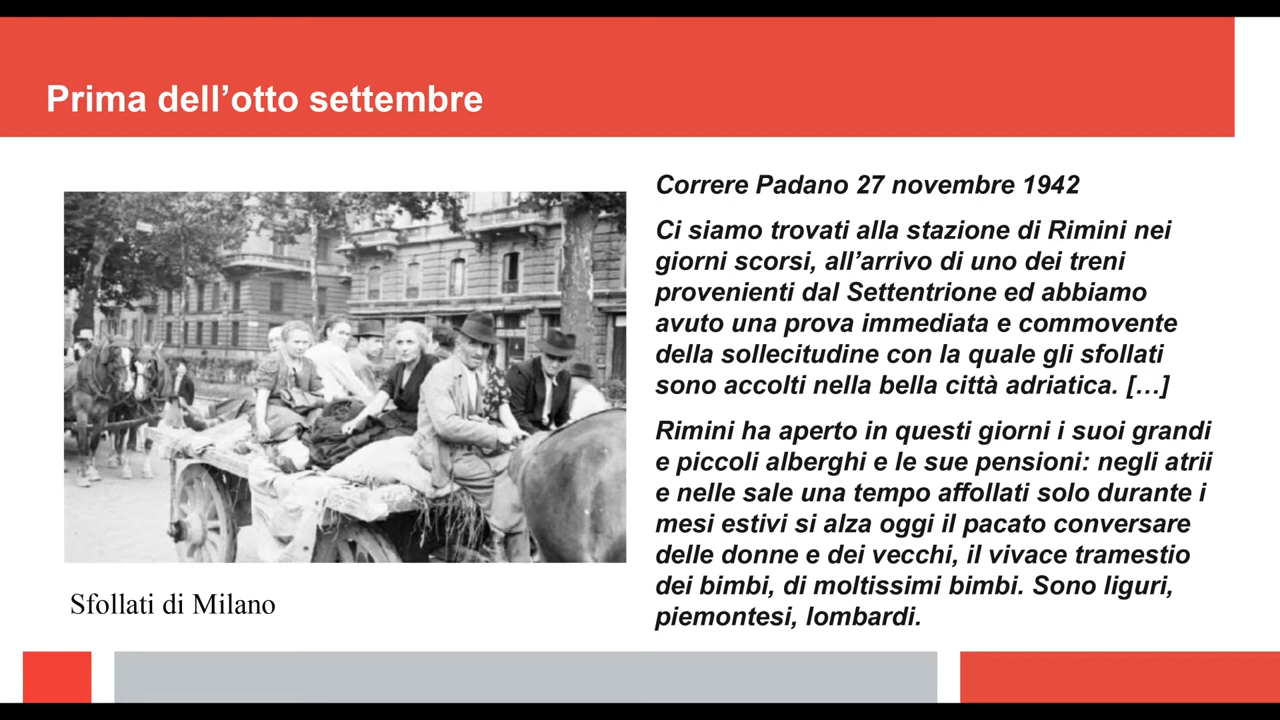 Prima dell’otto settembre
Correre Padano 27 novembre 1942
Ci siamo trovati alla stazione di Rimini nei
giorni scorsi, all’arrivo di uno dei treni
provenienti dal Settentrione ed abbiamo
avuto una prova immediata e commovente
della sollecitudine con la quale gli sfollati
sono accolti nella bella città adriatica. […]
Rimini ha aperto in questi giorni i suoi grandi
e piccoli alberghi e le sue pensioni: negli atrii
e nelle sale una tempo affollati solo durante i
mesi estivi si alza oggi il pacato conversare
delle donne e dei vecchi, il vivace tramestio
dei bimbi, di moltissimi bimbi. Sono liguri,
piemontesi, lombardi.
Sfollati di Milano